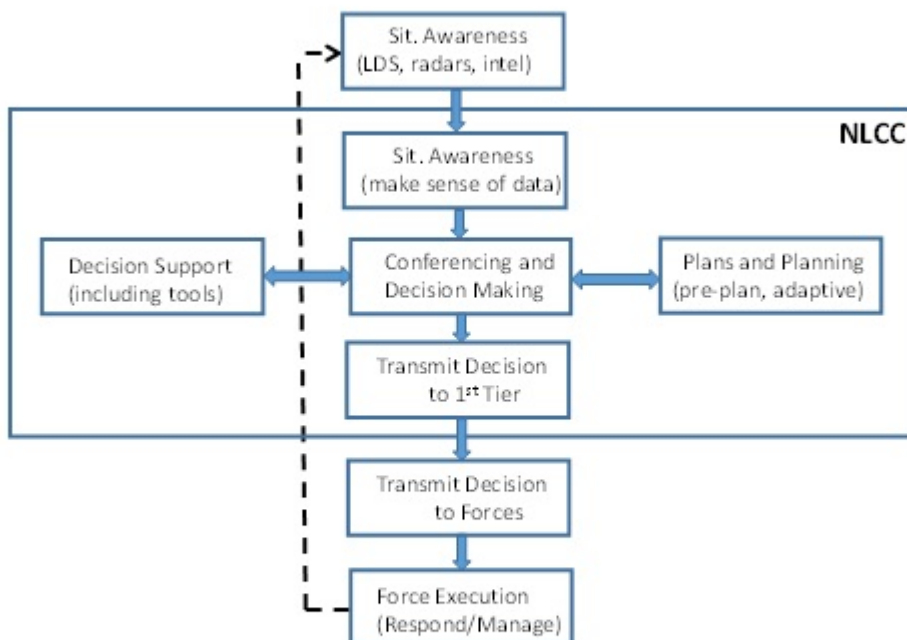 Sit. Awareness
(LDS, radars, intel)
NLCC
Sit. Awareness
(make sense of data)
Decision Support
(including tools)
Conferencing and
Decision Making
Plans and Planning
(pre-plan, adaptive)
Transmit Decision
to 1st Tier
Transmit Decision
to Forces
Force Execution
(Respond/Manage)